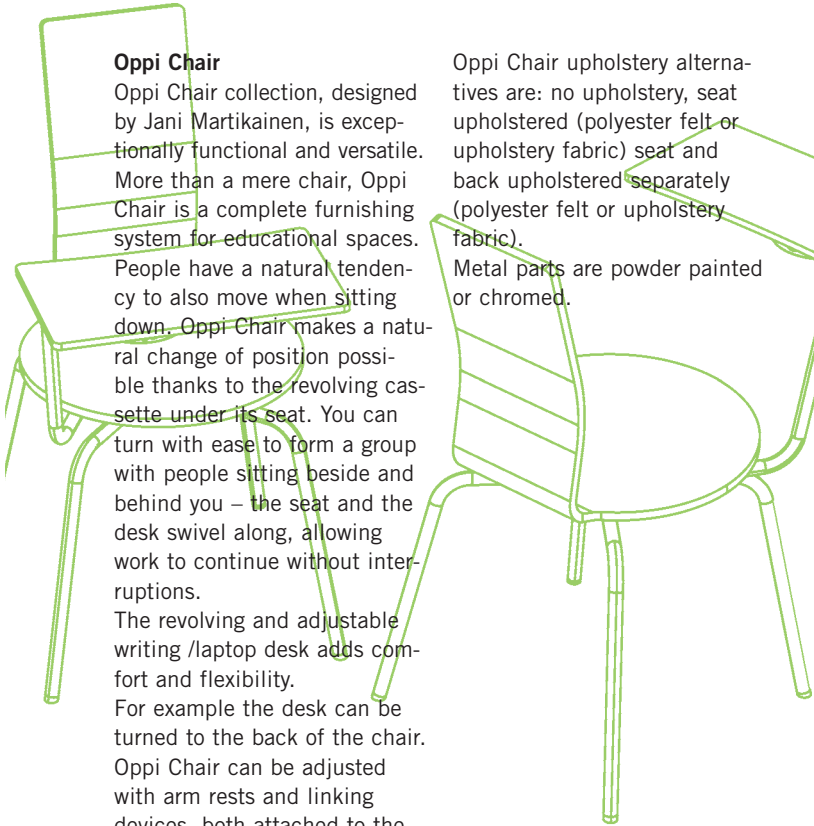 Oppi Chair
Oppi Chair collection, designed
by Jani Martikainen, is excep-
tionally functional and versatile.
More than a mere chair, Oppi
Chair is a complete furnishing
system for educational spaces.
People have a natural tenden-
cy to also move when sitting
down. Oppi Chair makes a natu-
ral change of position possi-
ble thanks to the revolving cas-
sette under its seat. You can
turn with ease to form a group
with people sitting beside and
behind you – the seat and the
desk swivel along, allowing
work to continue without inter-
ruptions.
The revolving and adjustable
writing /laptop desk adds com-
fort and flexibility.
For example the desk can be
turned to the back of the chair.
Oppi Chair can be adjusted
with arm rests and linking
devices, both attached to the
Oppi Chair upholstery alterna-
tives are: no upholstery, seat
upholstered (polyester felt or
upholstery fabric) seat and
back upholstered separately
(polyester felt or upholstery
fabric).
Metal parts are powder painted
or chromed.